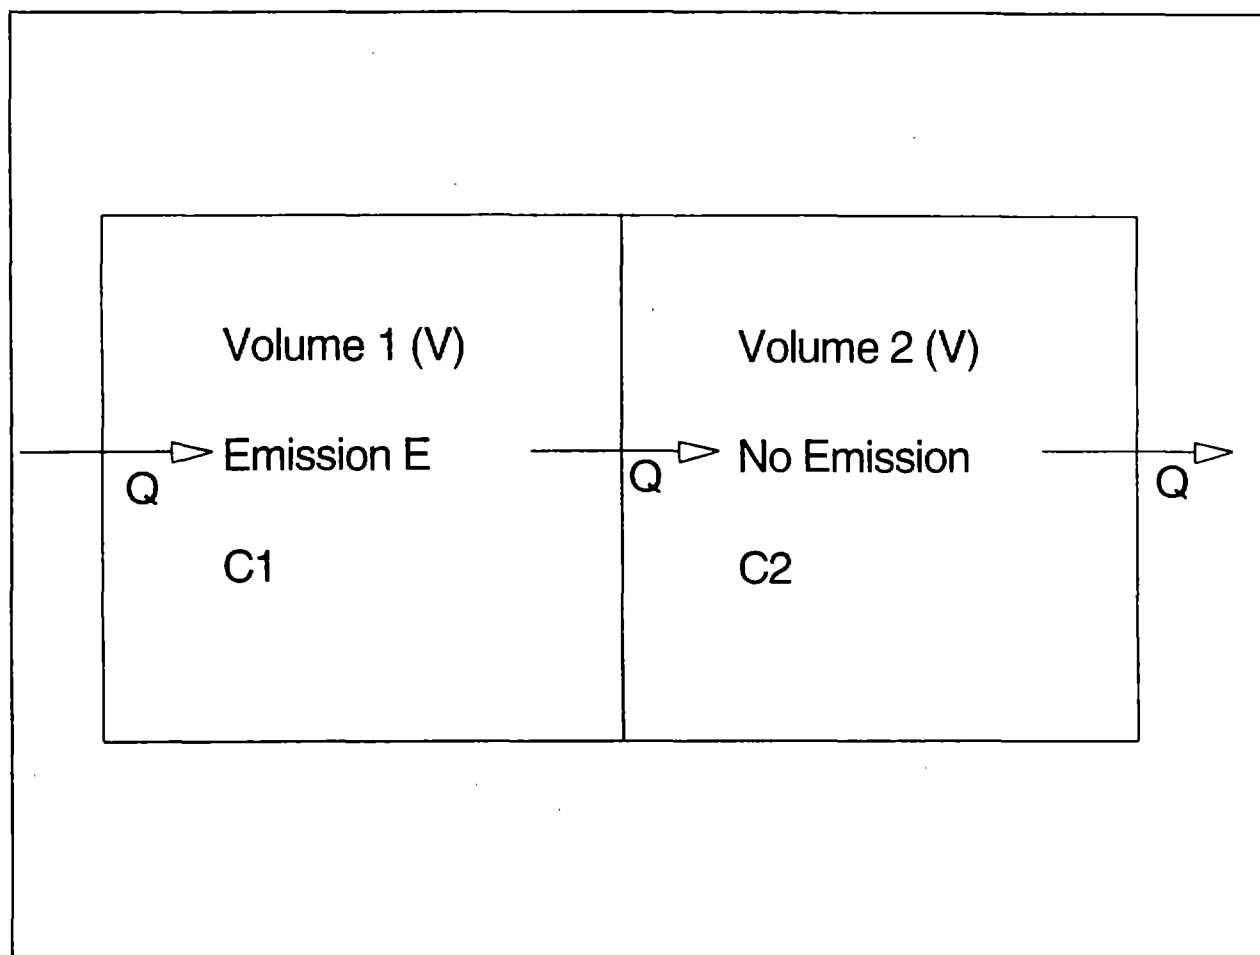 Volume 1 (V)
Volume 2 (V)
Emission E
No Emission
Q
Q
Q
C1
C2